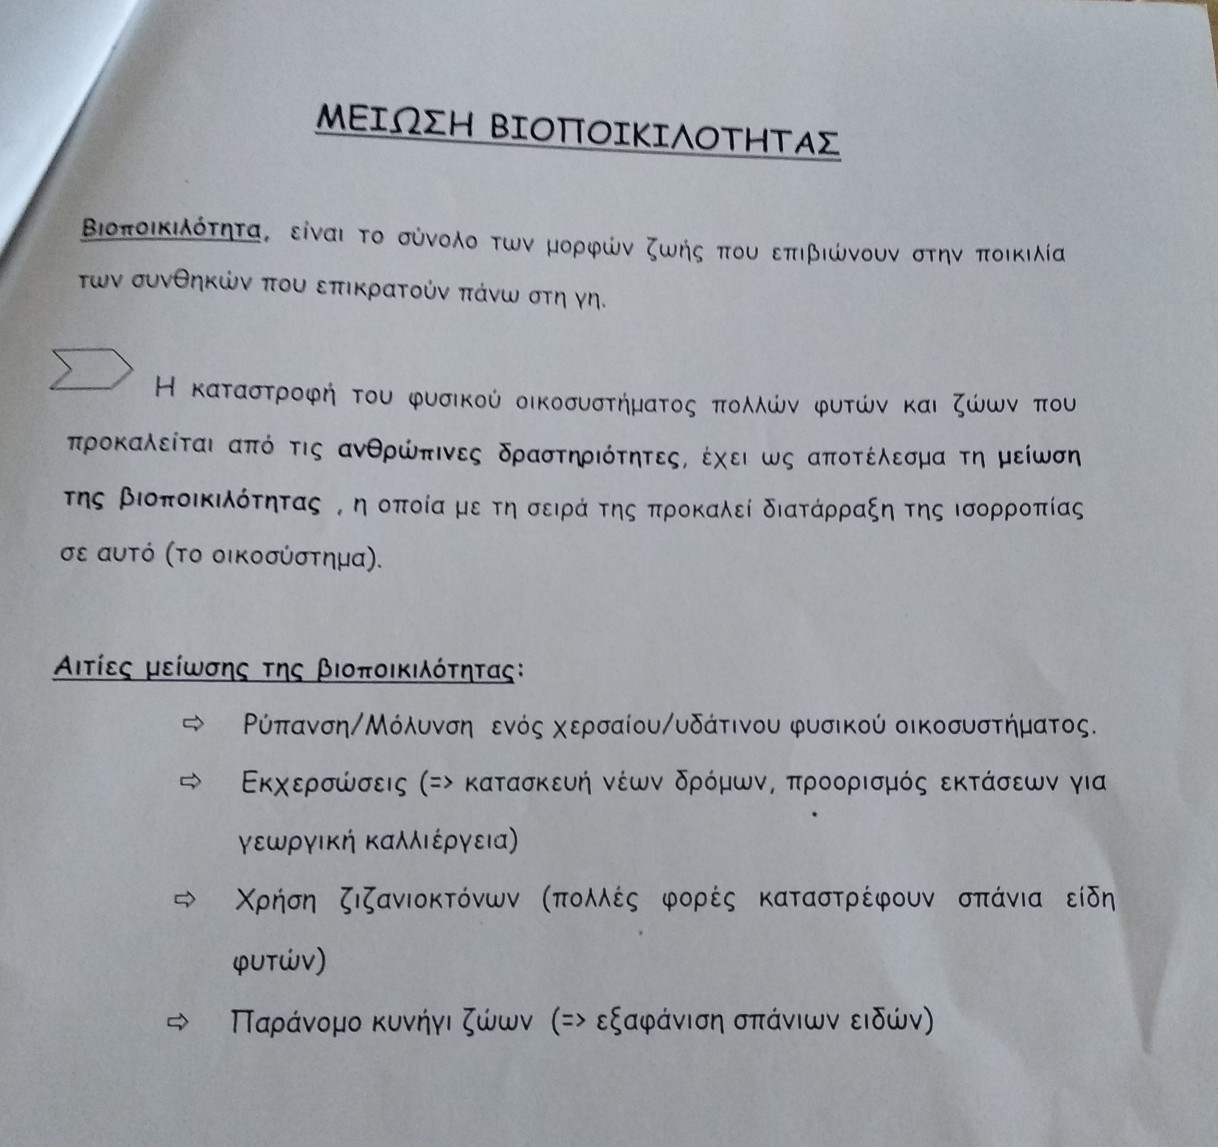 ΜΕΙΩΣΗ ΒΙΟΠΟΙΚΙΛΟΤΗΤΑΣ
Βιοποικιλότητα, είναι το σύνολο των μορφών ζωής που επιβιώνουν στην ποικιλία
των συνθηκών που επικρατούν πάνω στη γη.
Η καταστροφή του φυσικού οικοσυστήματος πολλών φυτών και ζώων που
προκαλείται από τις ανθρώπινες δραστηριότητες, έχει ως αποτέλεσμα τη μείωση
της βιοποικιλότητας , η οποία με τη σειρά της προκαλεί διατάρραξη της ισορροπίας
σε αυτό (το οικοσύστημα).
Αιτίες μείωσης της βιοποικιλότητας:
⇨ Ρύπανση/Μόλυνση ενός χερσαίου/υδάτινου φυσικού οικοσυστήματος.
⇨ Εκχερσώσεις (=> κατασκευή νέων δρόμων, προορισμός εκτάσεων για
γεωργική καλλιέργεια)
⇨ Χρήση ζιζανιοκτόνων (πολλές φορές καταστρέφουν σπάνια είδη
φυτών)
⇨ Παράνομο κυνήγι ζώων (=> εξαφάνιση σπάνιων ειδών)